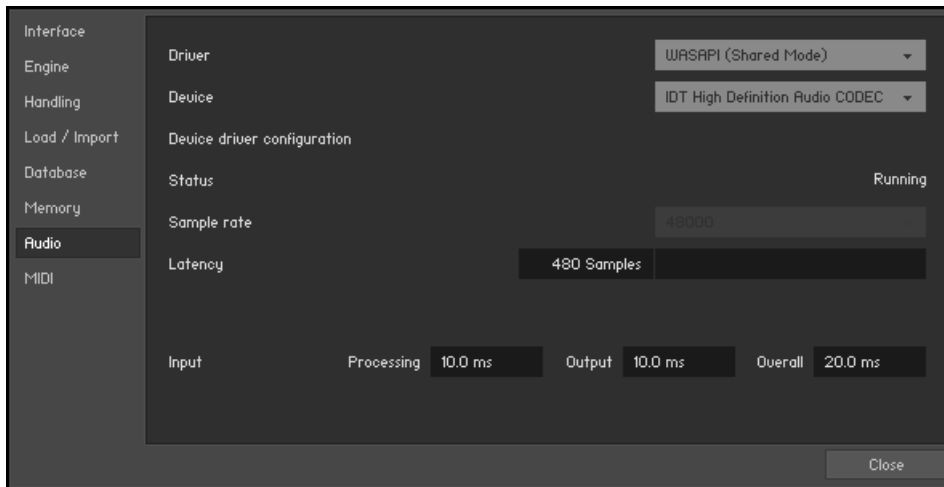 Interface
Engine
Handling
Load / Import
Database
Memory
Audio
MIDI
Driver WASAPI (Shared Mode)
Device IDT High Definition Audio CODEC
Device driver configuration
Status Running
Sample rate 48000
Latency 480 Samples
Input Processing 10.0 ms Output 10.0 ms Overall 20.0 ms
Close